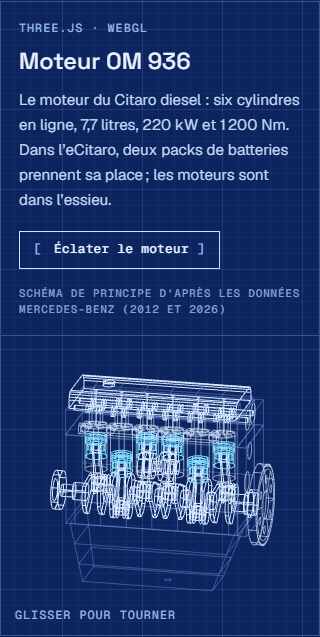 THREE.JS · WEBGL
Moteur OM 936
Le moteur du Citaro diesel : six cylindres
en ligne, 7,7 litres, 220 kW et 1 200 Nm.
Dans l'eCitaro, deux packs de batteries
prennent sa place ; les moteurs sont
dans l'essieu.
[ Éclater le moteur ]
SCHÉMA DE PRINCIPE D'APRÈS LES DONNÉES
MERCEDES-BENZ (2012 ET 2026)
GLISSER POUR TOURNER